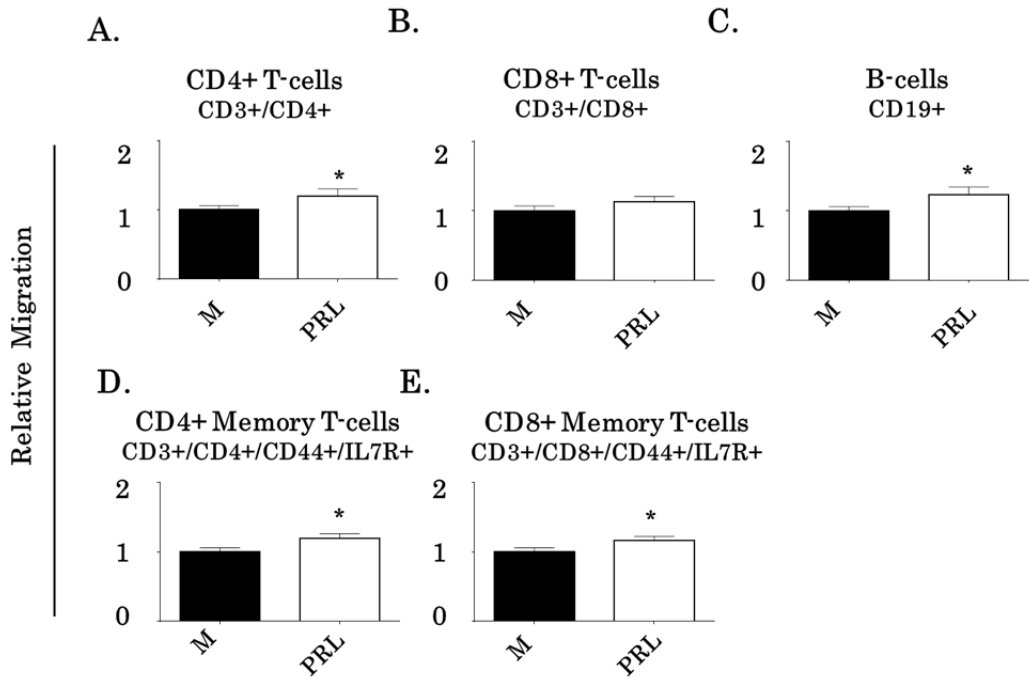 A.
CD4+ T-cells
CD3+/CD4+
2
*
1
0
M
PRL
B.
CD8+ T-cells
CD3+/CD8+
2
1
0
M
PRL
C.
B-cells
CD19+
2
*
1
0
M
PRL
Relative Migration
D.
CD4+ Memory T-cells
CD3+/CD4+/CD44+/IL7R+
2
*
1
0
M
PRL
E.
CD8+ Memory T-cells
CD3+/CD8+/CD44+/IL7R+
2
*
1
0
M
PRL